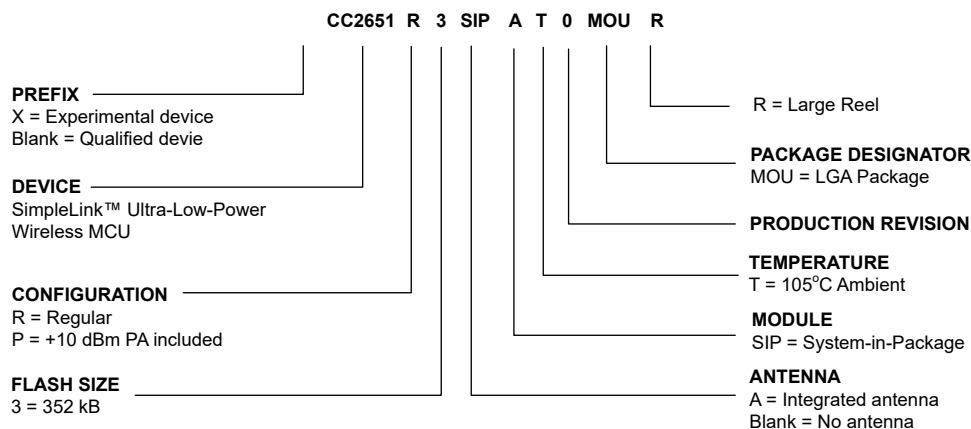 CC2651 R 3 SIP A T 0 MOU R
PREFIX
X = Experimental device
Blank = Qualified devie
DEVICE
SimpleLink™ Ultra-Low-Power
Wireless MCU
CONFIGURATION
R = Regular
P = +10 dBm PA included
FLASH SIZE
3 = 352 kB
R = Large Reel
PACKAGE DESIGNATOR
MOU = LGA Package
PRODUCTION REVISION
TEMPERATURE
T = 105°C Ambient
MODULE
SIP = System-in-Package
ANTENNA
A = Integrated antenna
Blank = No antenna